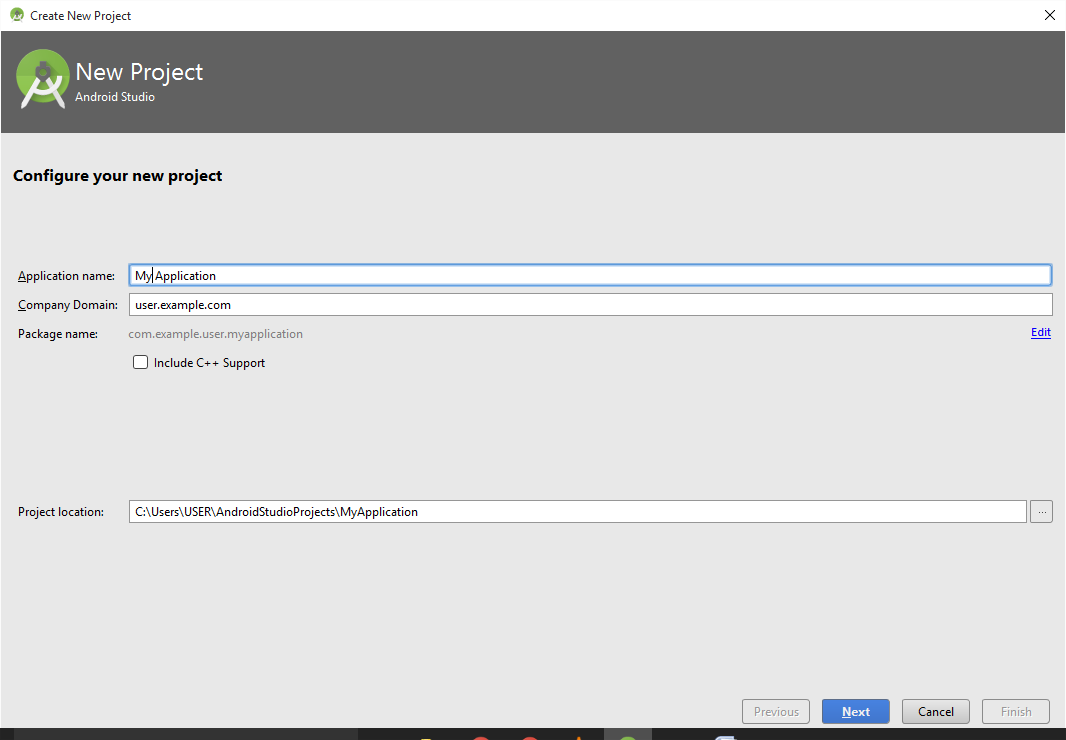 Create New Project
New Project
Android Studio
Configure your new project
Application name: My Application
Company Domain: user.example.com
Package name: com.example.user.myapplication Edit
Include C++ Support
Project location: C:\Users\USER\AndroidStudioProjects\MyApplication ...
Previous Next Cancel Finish